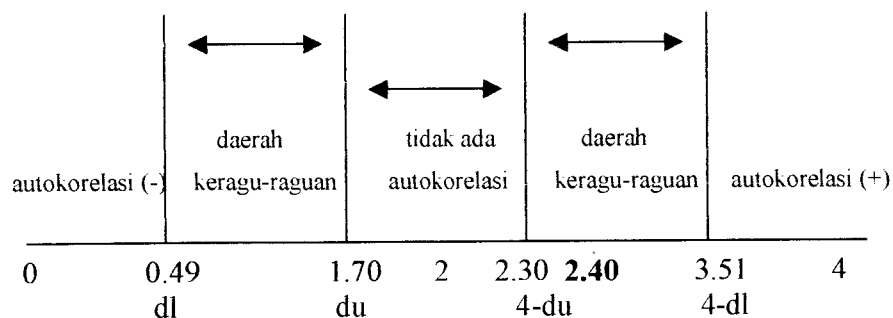 daerah tidak ada daerah
autokorelasi (-) keragu-raguan autokorelasi keragu-raguan autokorelasi (+)
0 0.49 1.70 2 2.30 2.40 3.51 4
dl du 4-du 4-dl